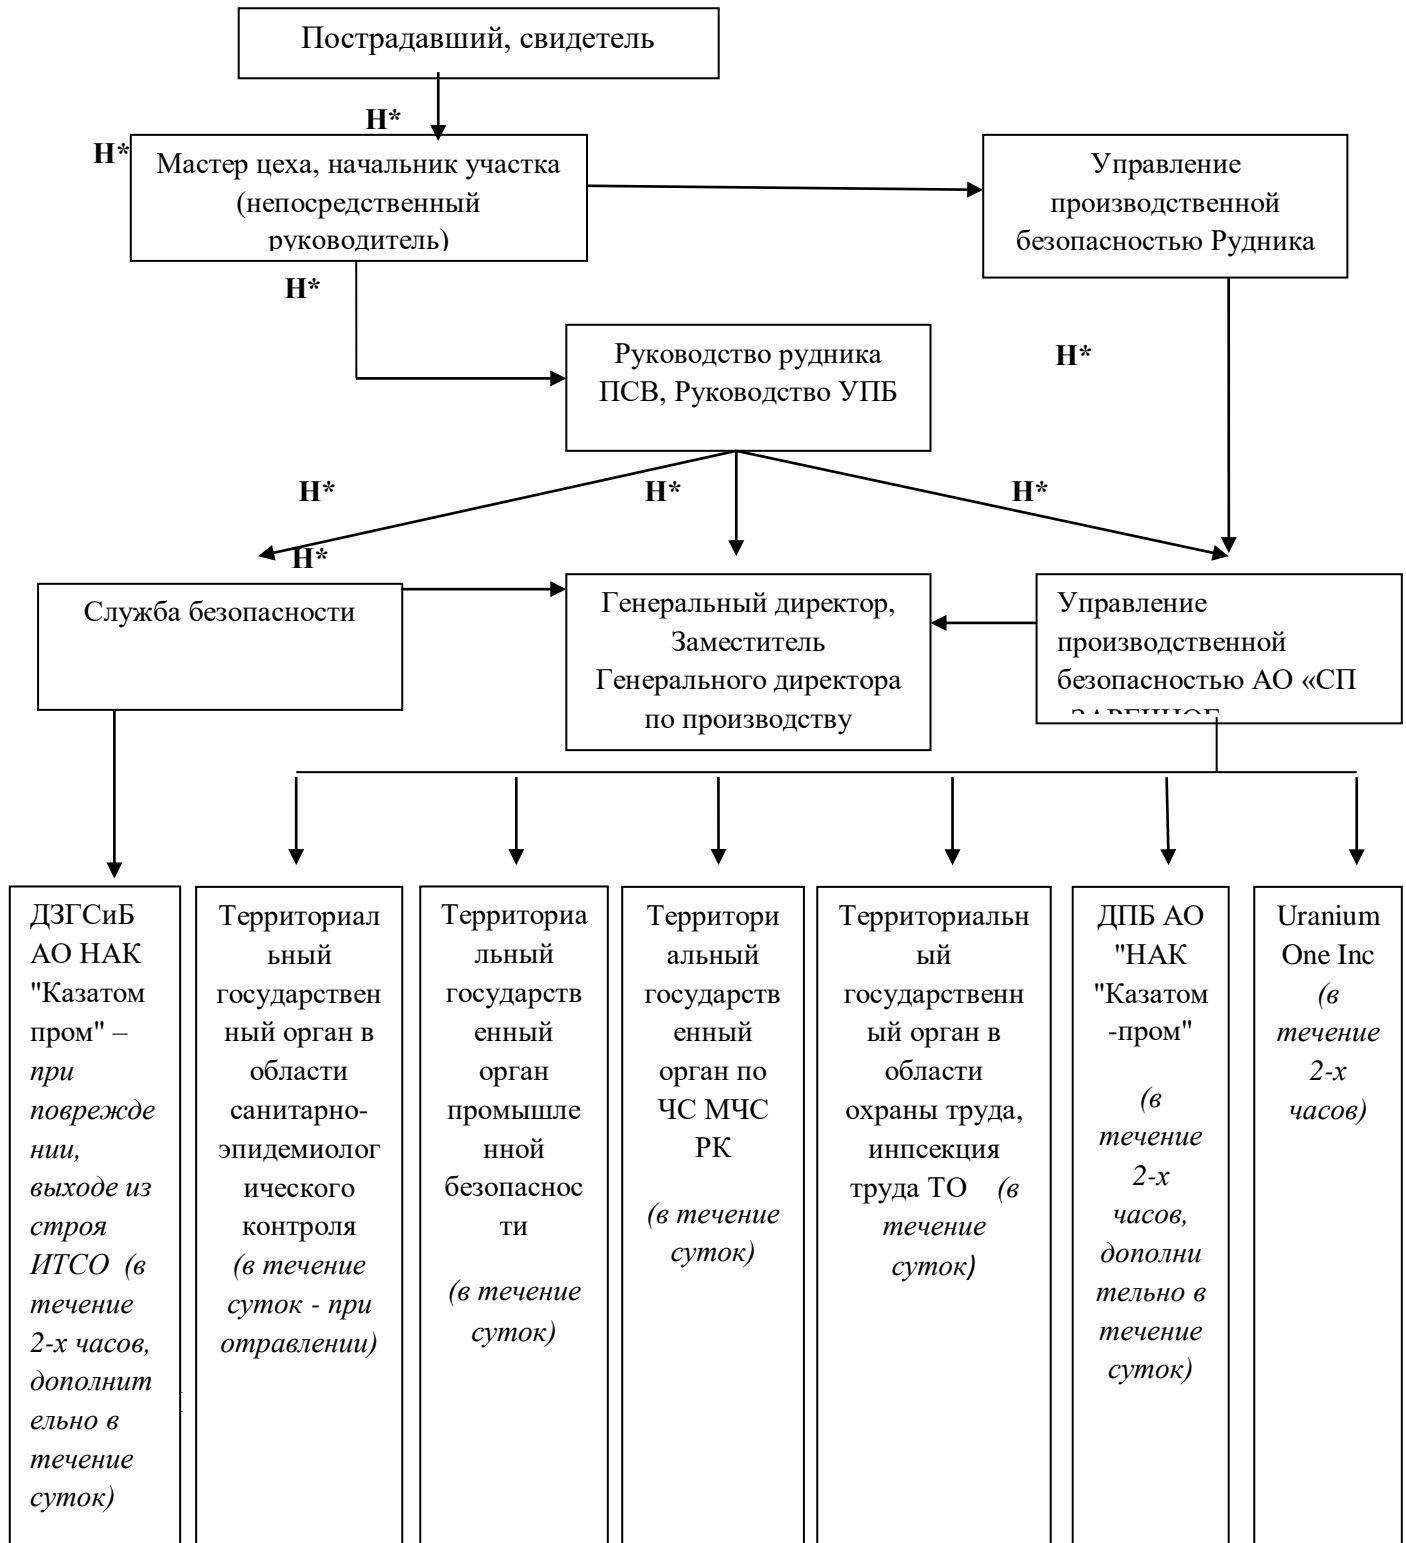 Пострадавший, свидетель
Н*
Н*
Мастер цеха, начальник участка
(непосредственный
руководитель)
Управление
производственной
безопасностью Рудника
Н*
Руководство рудника
ПСВ, Руководство УПБ
Н*
Н*
Н*
Н*
Н*
Служба безопасности
Генеральный директор,
Заместитель
Генерального директора
по производству
Управление
производственной
безопасностью АО «СП
ДЗГСиБ
АО НАК
"Казатом
пром" –
при
поврежде
нии,
выходе из
строя
ИТСО (в
течение
2-х часов,
дополнит
ельно в
течение
суток)
Территориал
ьный
государствен
ный орган в
области
санитарно-
эпидемиолог
ического
контроля
(в течение
суток - при
отравлении)
Территориа
льный
государств
енный
орган
промышле
нной
безопаснос
ти
(в течение
суток)
Территори
альный
государств
енный
орган по
ЧС МЧС
РК
(в течение
суток)
Территориальн
ый
государственн
ый орган в
области
охраны труда,
инпсекция
труда ТО (в
течение
суток)
ДПБ АО
"НАК
"Казатом
-пром"
(в
течение
2-х
часов,
дополни
тельно в
течение
суток)
Uranium
One Inc
(в
течение
2-х
часов)